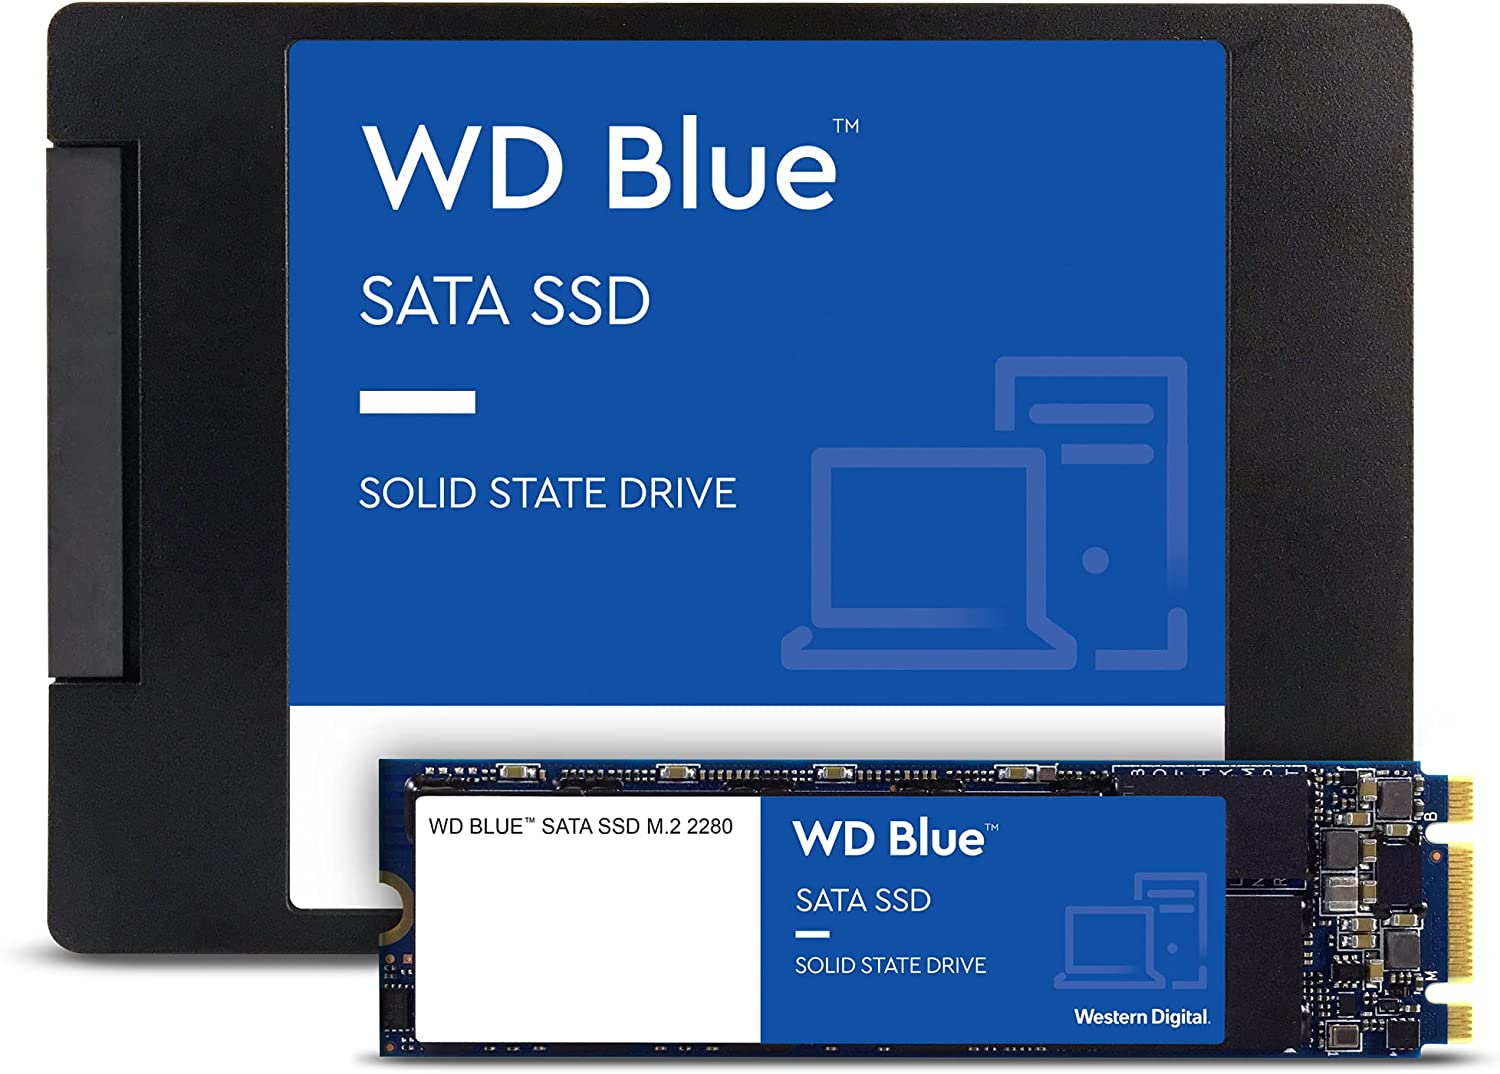 WD Blue™
SATA SSD
SOLID STATE DRIVE
WD BLUE™ SATA SSD M.2 2280
WD Blue™
SATA SSD
SOLID STATE DRIVE
Western Digital.
B
M